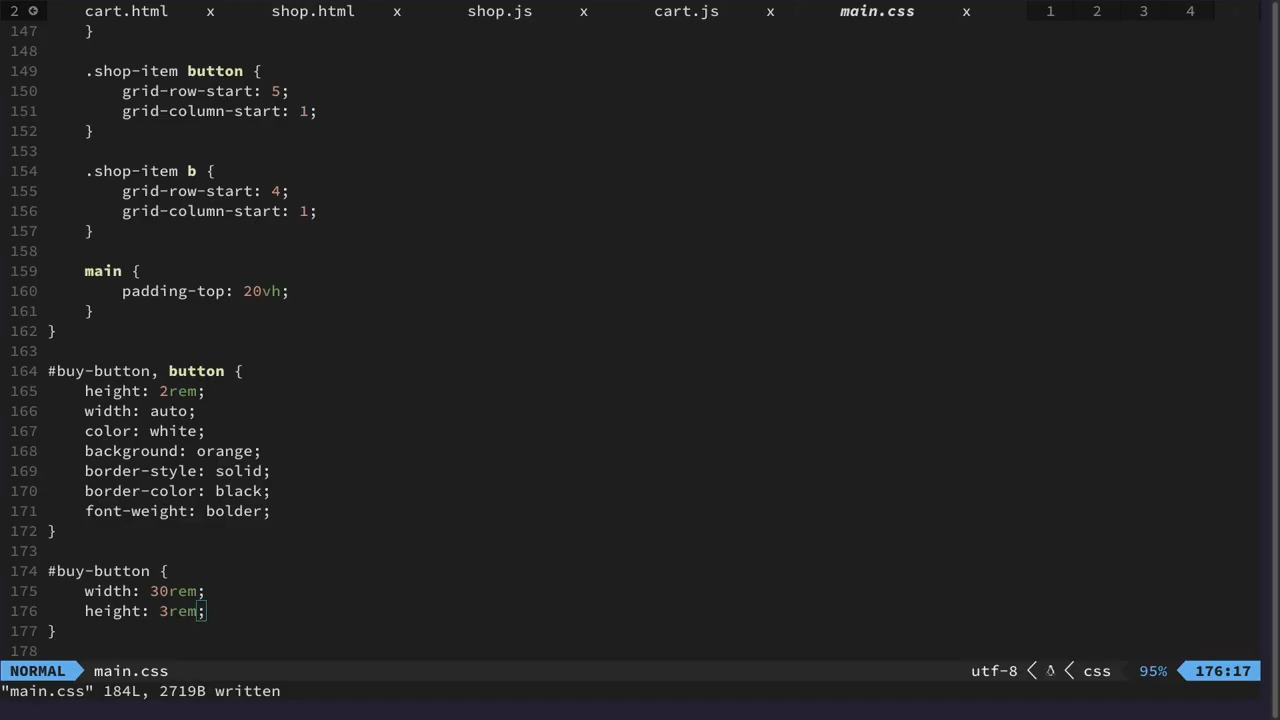 2 cart.html x shop.html x shop.js x cart.js x main.css x 1 2 3 4
147 }
148
149 .shop-item button {
150 grid-row-start: 5;
151 grid-column-start: 1;
152 }
153
154 .shop-item b {
155 grid-row-start: 4;
156 grid-column-start: 1;
157 }
158
159 main {
160 padding-top: 20vh;
161 }
162 }
163
164 #buy-button, button {
165 height: 2rem;
166 width: auto;
167 color: white;
168 background: orange;
169 border-style: solid;
170 border-color: black;
171 font-weight: bolder;
172 }
173
174 #buy-button {
175 width: 30rem;
176 height: 3rem;
177 }
178
NORMAL main.css utf-8 < < css 95% 176:17
"main.css" 184L, 2719B written